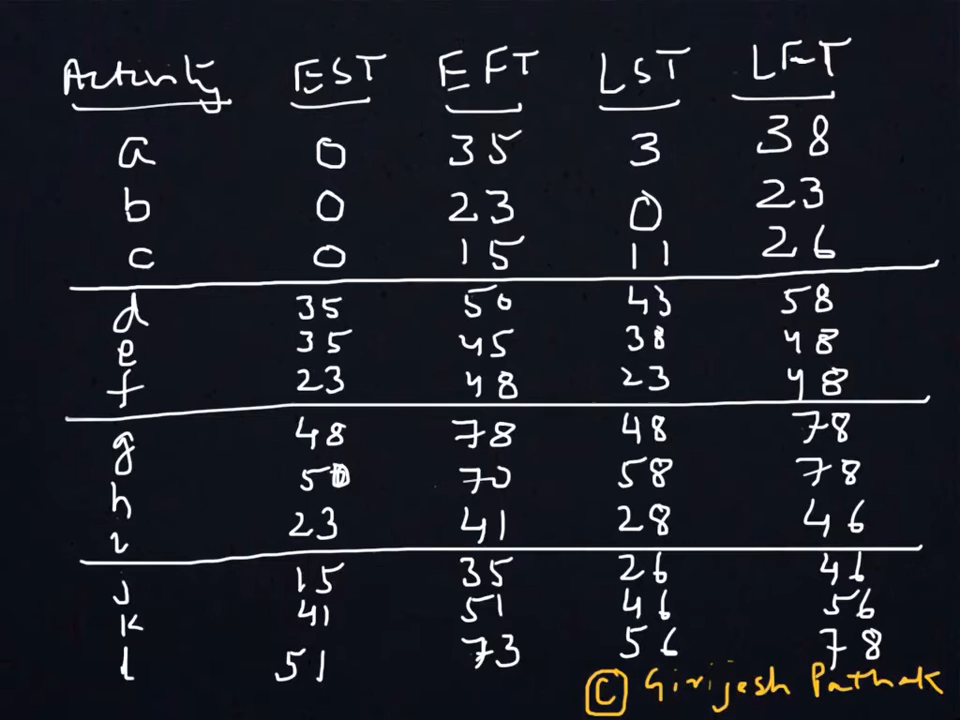 Activity EST EFT LST LFT
a 0 35 3 38
b 0 23 0 23
c 0 15 11 26
d 35 50 43 58
e 35 45 38 48
f 23 48 23 48
g 48 78 48 78
h 50 70 58 78
i 23 41 28 46
j 15 35 26 46
k 41 51 46 56
l 51 73 56 78
© Girijesh Pathak